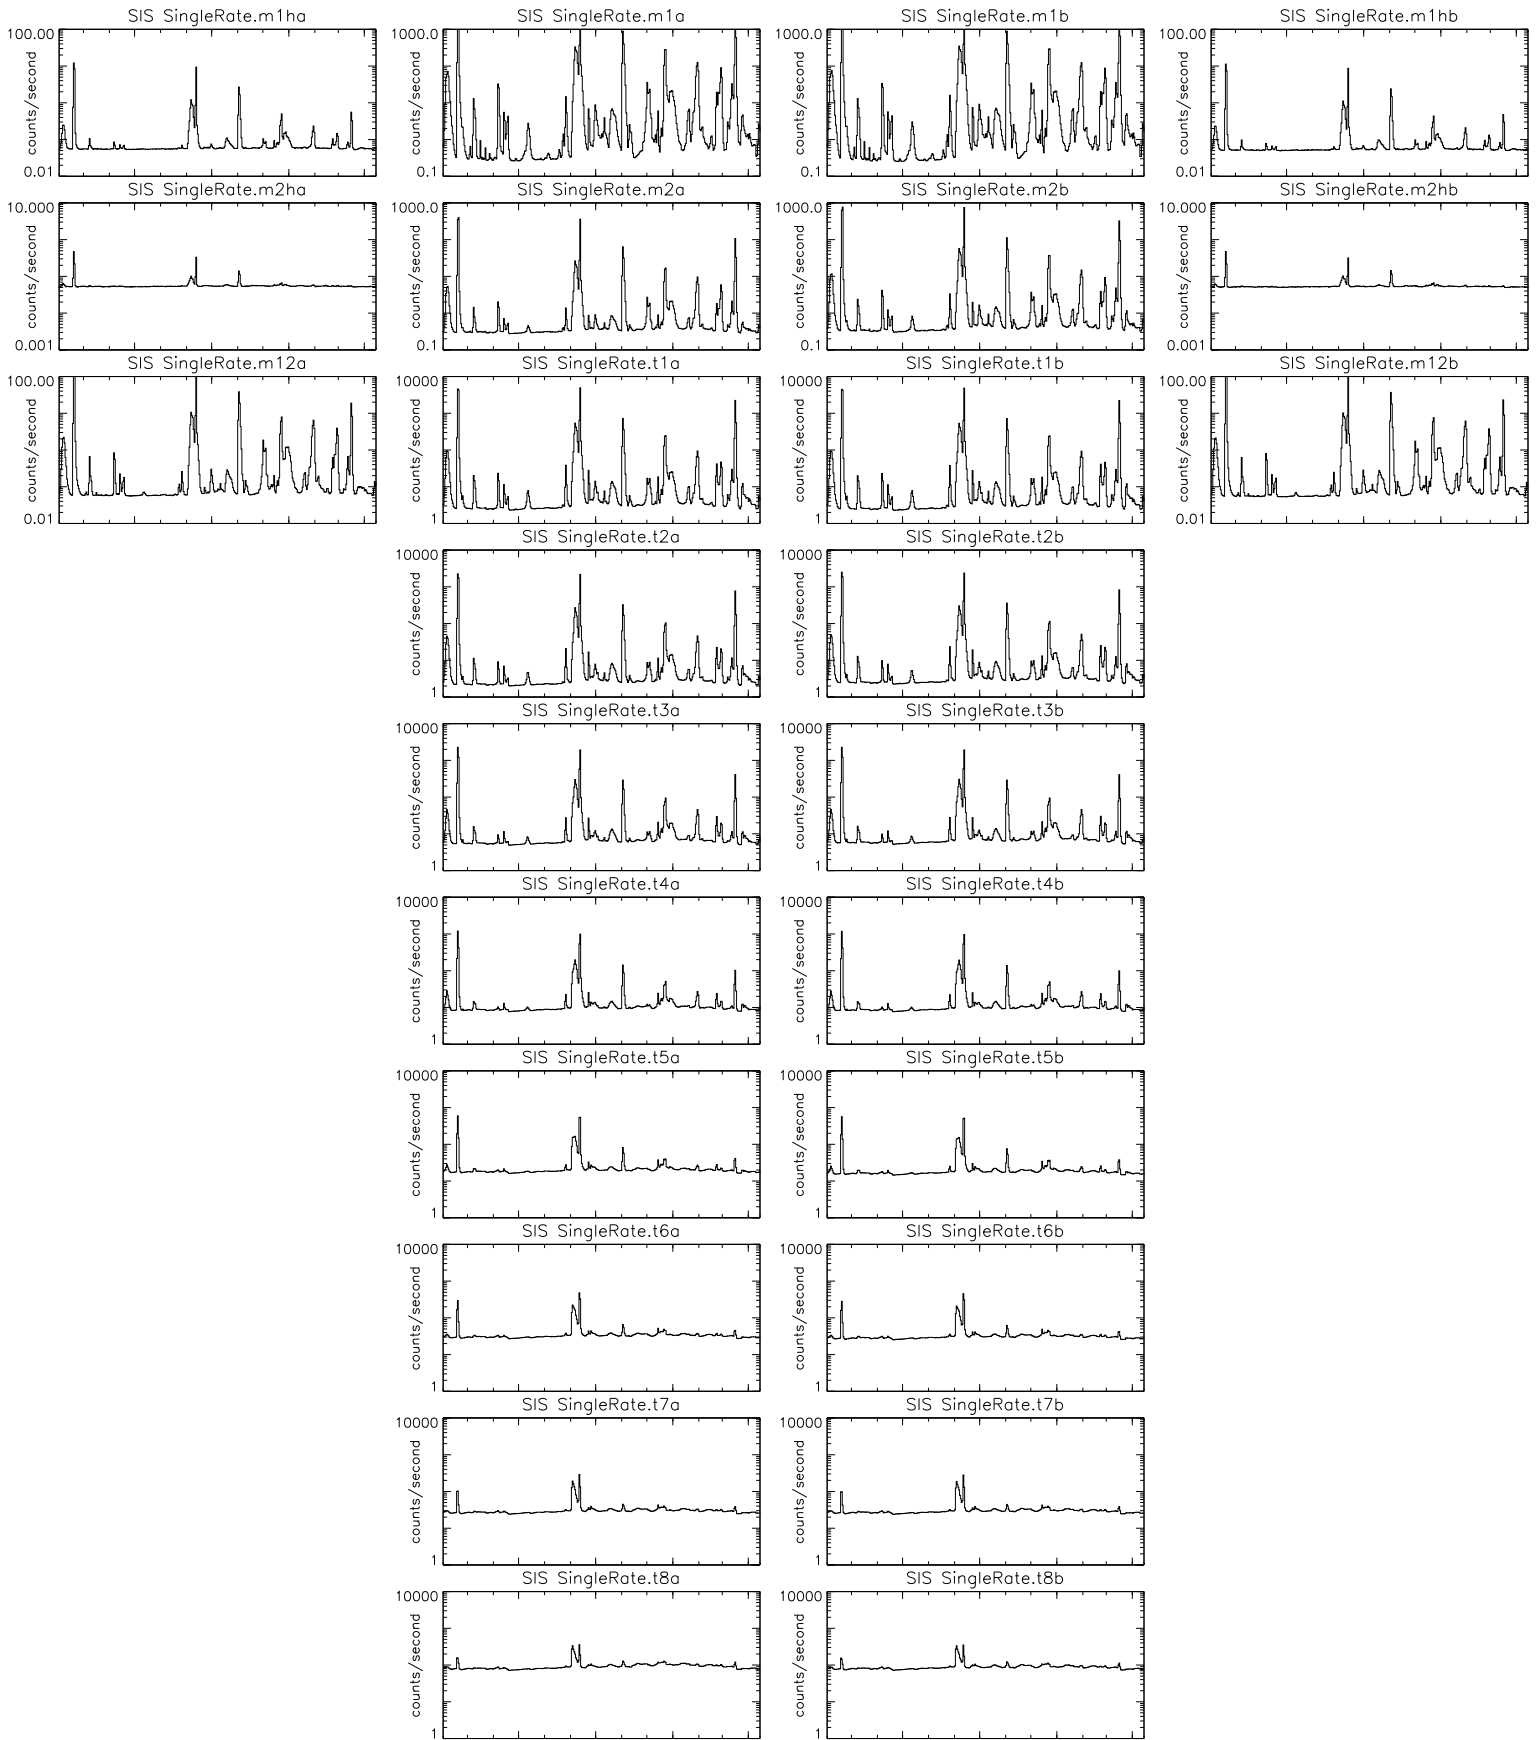 SIS SingleRate.m1ha
SIS SingleRate.m1a
SIS SingleRate.m1b
SIS SingleRate.m1hb
100.00
counts/second
0.01
1000.0
counts/second
0.1
1000.0
counts/second
0.1
100.00
counts/second
0.01
SIS SingleRate.m2ha
SIS SingleRate.m2a
SIS SingleRate.m2b
SIS SingleRate.m2hb
10.000
counts/second
0.001
1000.0
counts/second
0.1
1000.0
counts/second
0.1
10.000
counts/second
0.001
SIS SingleRate.m12a
SIS SingleRate.t1a
SIS SingleRate.t1b
SIS SingleRate.m12b
100.00
counts/second
0.01
10000
counts/second
1
10000
counts/second
1
100.00
counts/second
0.01
SIS SingleRate.t2a
SIS SingleRate.t2b
10000
counts/second
1
10000
counts/second
1
SIS SingleRate.t3a
SIS SingleRate.t3b
10000
counts/second
1
10000
counts/second
1
SIS SingleRate.t4a
SIS SingleRate.t4b
10000
counts/second
1
10000
counts/second
1
SIS SingleRate.t5a
SIS SingleRate.t5b
10000
counts/second
1
10000
counts/second
1
SIS SingleRate.t6a
SIS SingleRate.t6b
10000
counts/second
1
10000
counts/second
1
SIS SingleRate.t7a
SIS SingleRate.t7b
10000
counts/second
1
10000
counts/second
1
SIS SingleRate.t8a
SIS SingleRate.t8b
10000
counts/second
1
10000
counts/second
1